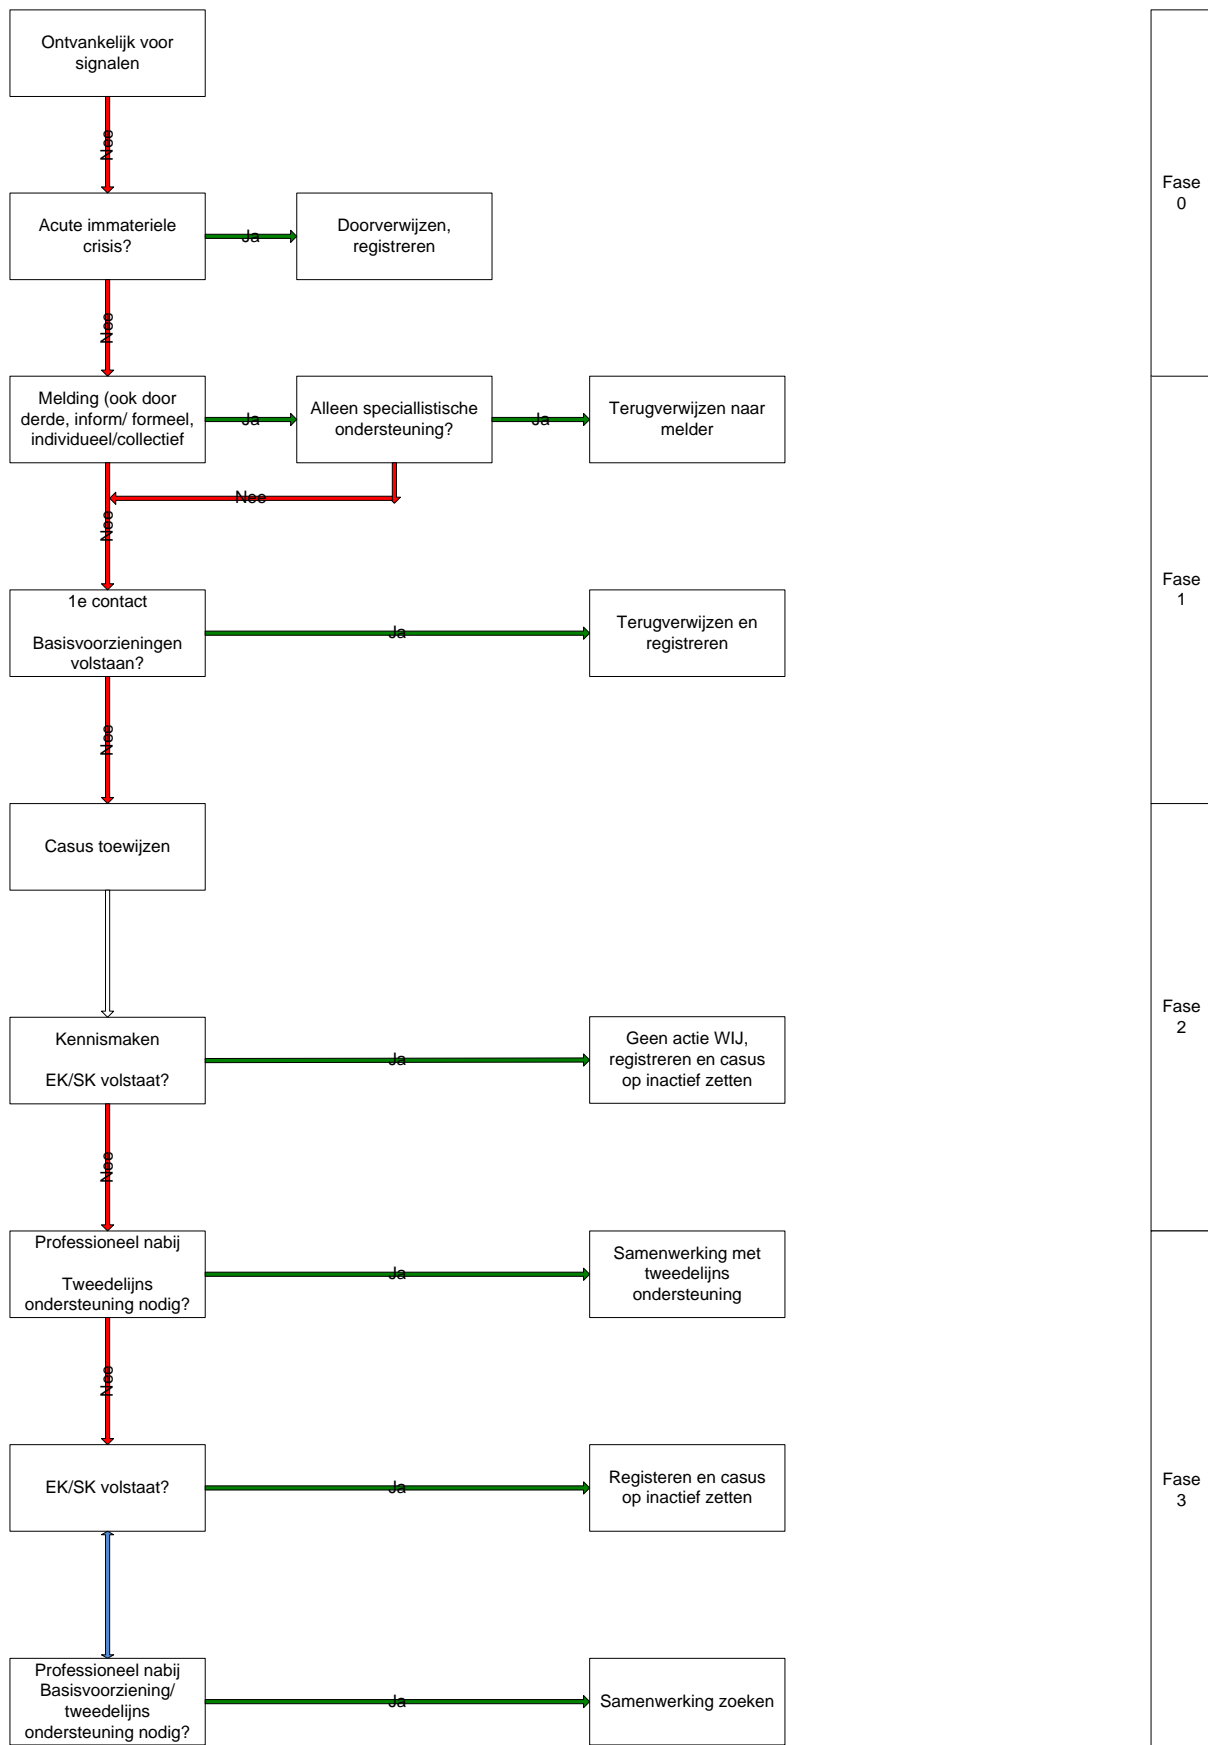 Ontvankelijk voor
signalen
Nee
Fase
0
Acute immateriele
crisis?
Ja
Doorverwijzen,
registreren
Nee
Melding (ook door
derde, inform/ formeel,
individueel/collectief
Ja
Alleen speciallistische
ondersteuning?
Ja
Terugverwijzen naar
melder
Nee
Nee
Fase
1
1e contact
Basisvoorzieningen
volstaan?
Ja
Terugverwijzen en
registreren
Nee
Casus toewijzen
Fase
2
Kennismaken
EK/SK volstaat?
Ja
Geen actie WIJ,
registreren en casus
op inactief zetten
Nee
Professioneel nabij
Tweedelijns
ondersteuning nodig?
Ja
Samenwerking met
tweedelijns
ondersteuning
Nee
EK/SK volstaat?
Ja
Registeren en casus
op inactief zetten
Fase
3
Professioneel nabij
Basisvoorziening/
tweedelijns
ondersteuning nodig?
Ja
Samenwerking zoeken